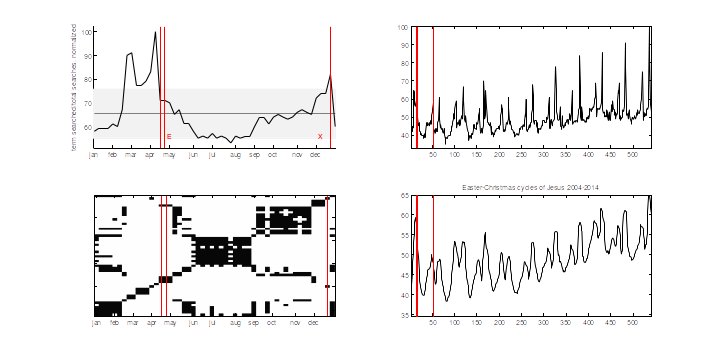 term searched/total searches normalized
100
90
80
70
60
E
X
jan feb mar apr may jun jul aug sep oct nov dec
100
90
80
70
60
50
40
50 100 150 200 250 300 350 400 450 500
jan feb mar apr may jun jul aug sep oct nov dec
Easter-Christmas cycles of Jesus 2004-2014
65
60
55
50
45
40
35
50 100 150 200 250 300 350 400 450 500